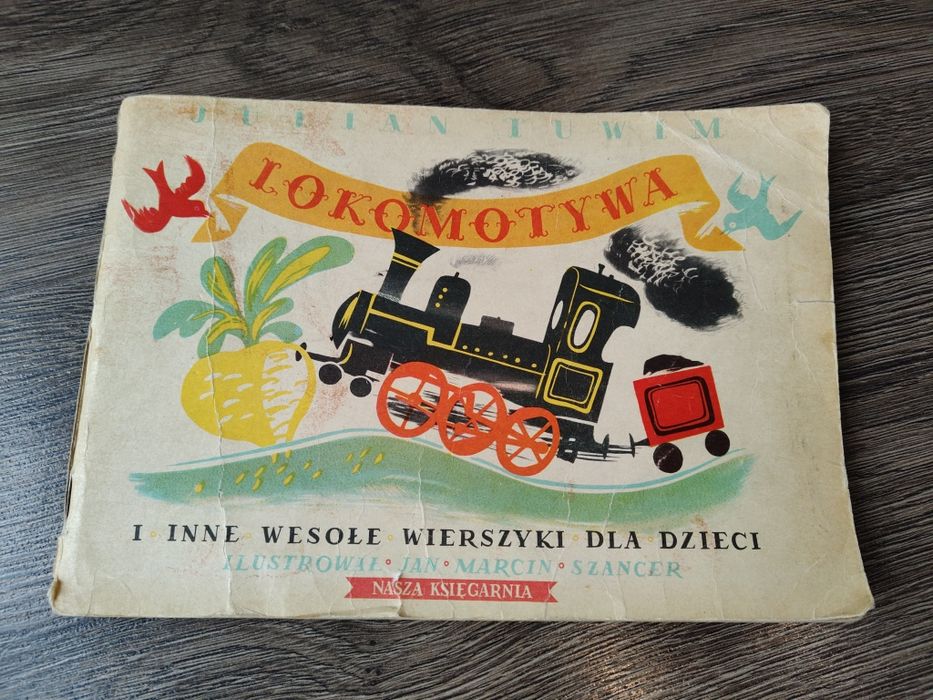 JULIAN TUWIM
LOKOMOTYWA
I INNE WESOŁE WIERSZYKI DLA DZIECI
ILUSTROWAŁ JAN MARCIN SZANCER
NASZA KSIĘGARNIA